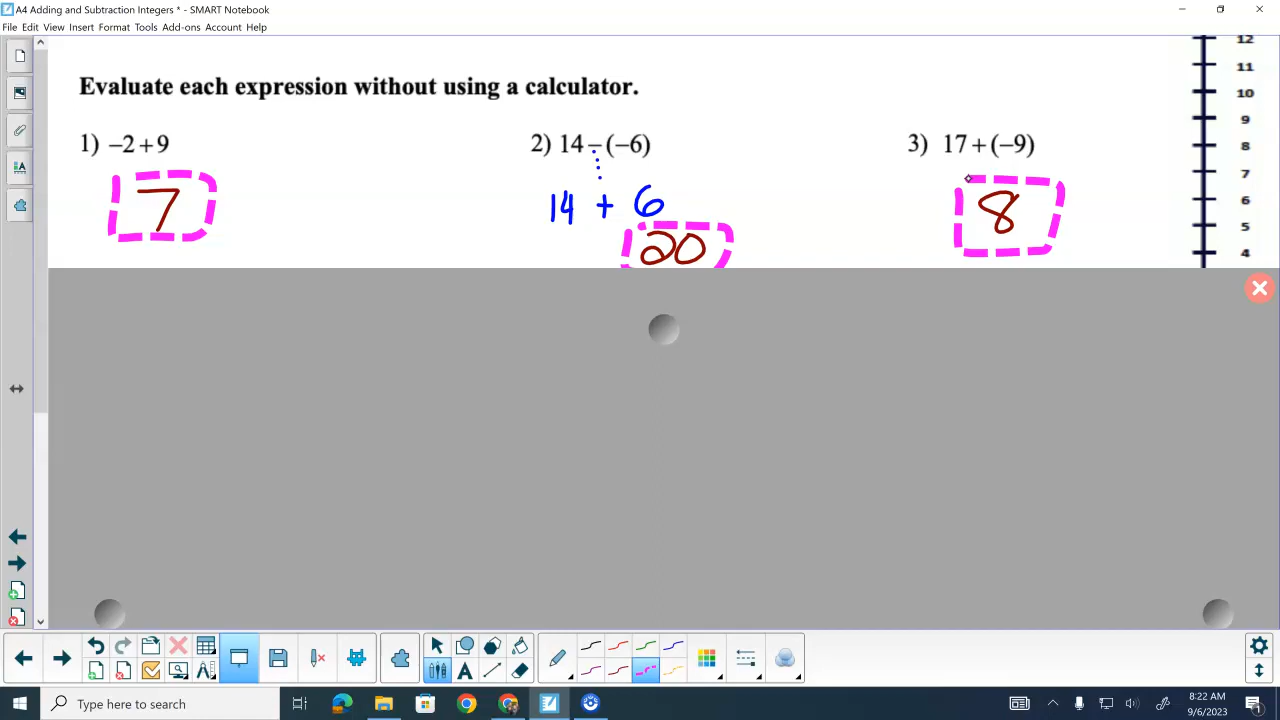 A4 Adding and Subtraction Integers * - SMART Notebook
File Edit View Insert Format Tools Add-ons Account Help
Evaluate each expression without using a calculator.
1) −2 + 9
2) 14 − (−6)
3) 17 + (−9)
7
14 + 6
20
8
12
11
10
9
8
7
6
5
4
Type here to search
8:22 AM
9/6/2023
1